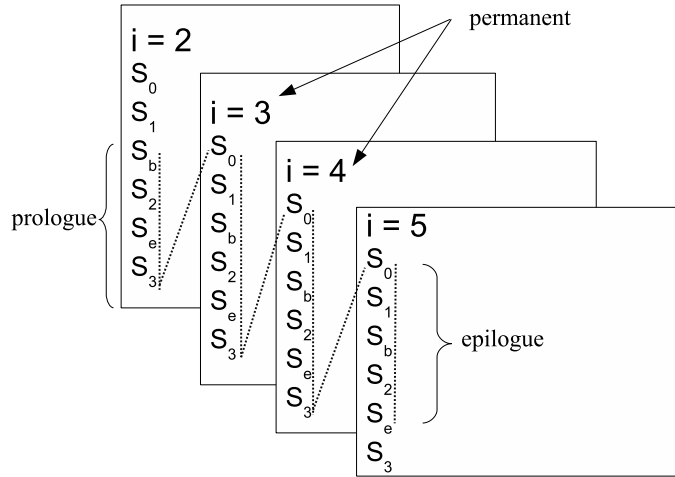 permanent
i = 2
S0
S1
Sb
S2
Se
S3
prologue
i = 3
S0
S1
Sb
S2
Se
S3
i = 4
S0
S1
Sb
S2
Se
S3
i = 5
S0
S1
Sb
S2
Se
S3
epilogue